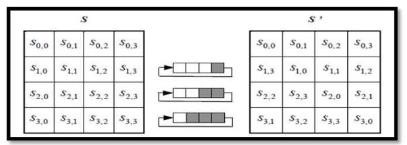 S S '
S0,0 S0,1 S0,2 S0,3 S0,0 S0,1 S0,2 S0,3
S1,0 S1,1 S1,2 S1,3 S1,3 S1,0 S1,1 S1,2
S2,0 S2,1 S2,2 S2,3 S2,2 S2,3 S2,0 S2,1
S3,0 S3,1 S3,2 S3,3 S3,1 S3,2 S3,3 S3,0